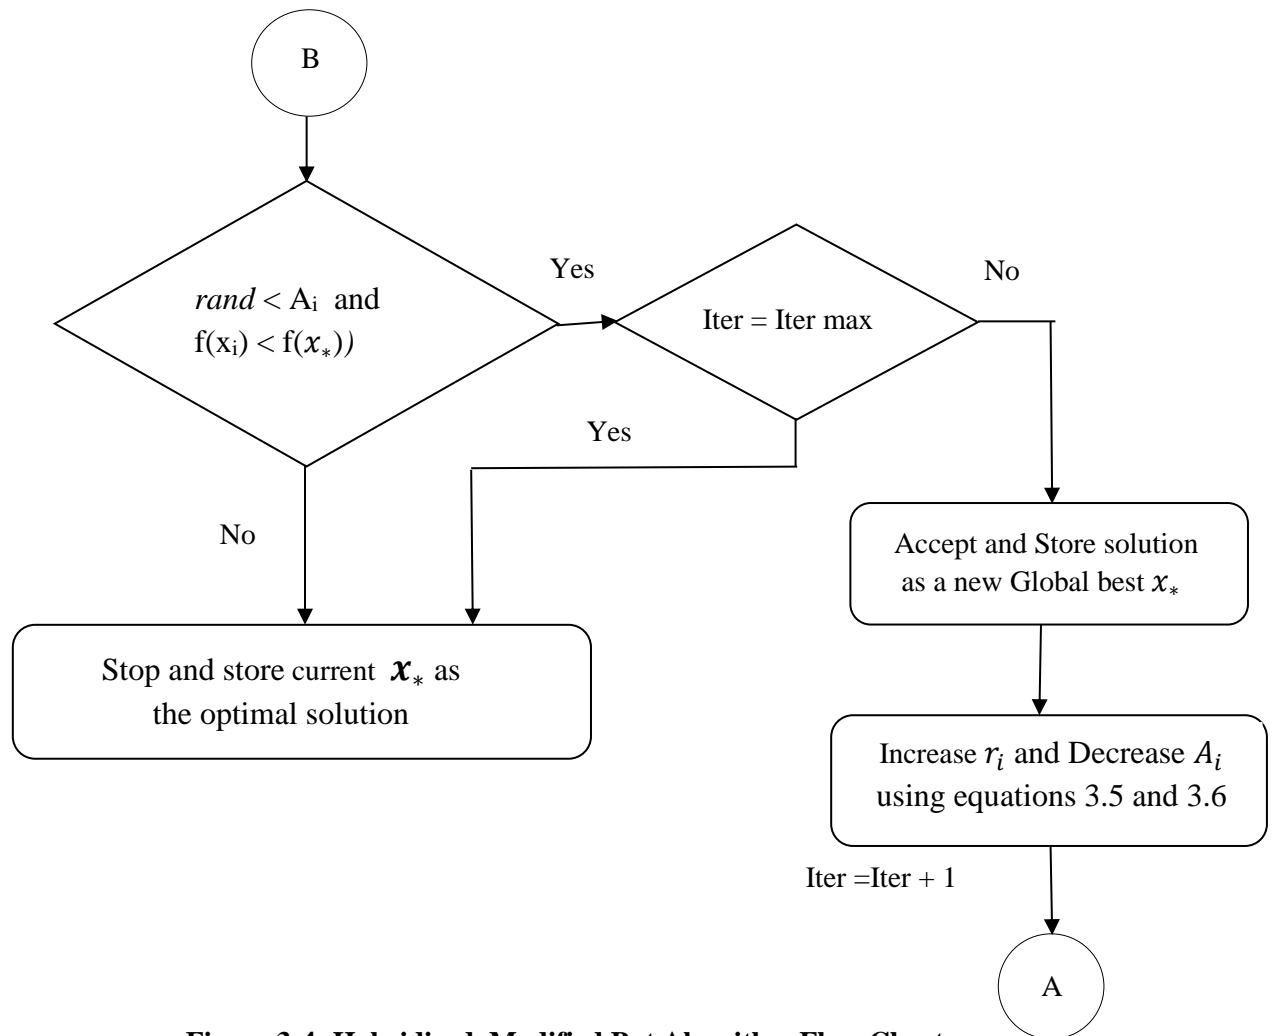 B
rand < Aᵢ and
f(xᵢ) < f(𝑥∗))
Yes
Iter = Iter max
No
Yes
No
Accept and Store solution
as a new Global best 𝑥∗
Stop and store current 𝒙∗ as
the optimal solution
Increase 𝑟ᵢ and Decrease 𝐴ᵢ
using equations 3.5 and 3.6
Iter =Iter + 1
A
Figure 3.4: Hybridized Modified Bat Algorithm Flow Chart